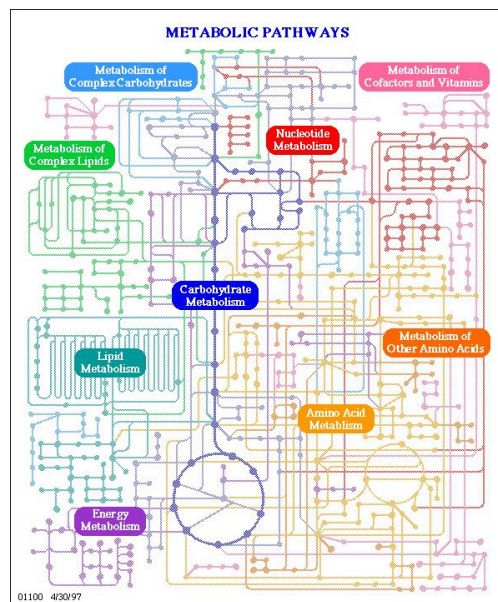 METABOLIC PATHWAYS
Metabolism of
Complex Carbohydrates
Metabolism of
Cofactors and Vitamins
Nucleotide
Metabolism
Metabolism of
Complex Lipids
Carbohydrate
Metabolism
Metabolism of
Other Amino Acids
Lipid
Metabolism
Amino Acid
Metablism
Energy
Metabolism
01100 4/30/97